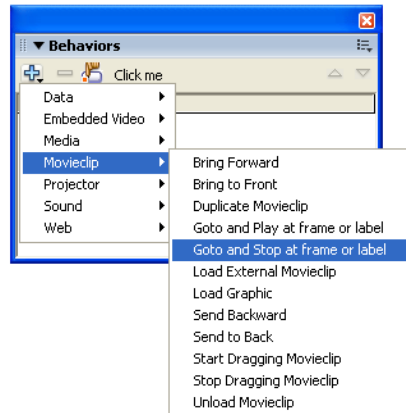 Behaviors
Click me
Data
Embedded Video
Media
Movieclip
Projector
Sound
Web
Bring Forward
Bring to Front
Duplicate Movieclip
Goto and Play at frame or label
Goto and Stop at frame or label
Load External Movieclip
Load Graphic
Send Backward
Send to Back
Start Dragging Movieclip
Stop Dragging Movieclip
Unload Movieclip